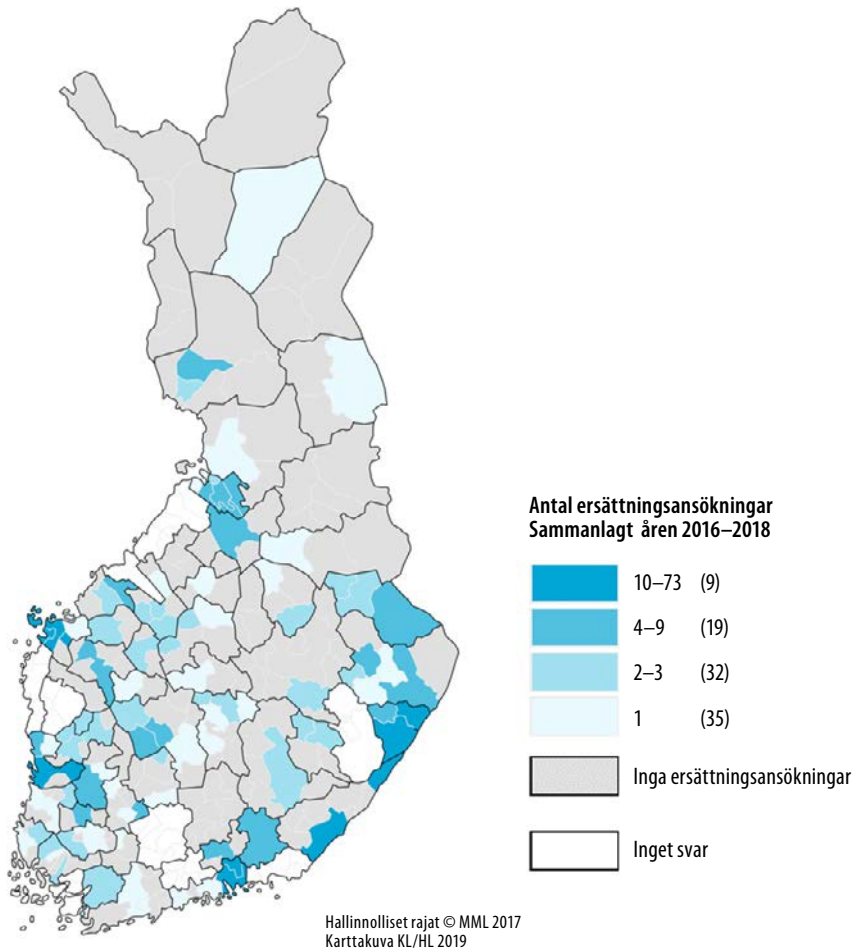 Antal ersättningsansökningar
Sammanlagt åren 2016–2018
10–73 (9)
4–9 (19)
2–3 (32)
1 (35)
Inga ersättningsansökningar
Inget svar
Hallinnolliset rajat © MML 2017
Karttakuva KL/HL 2019